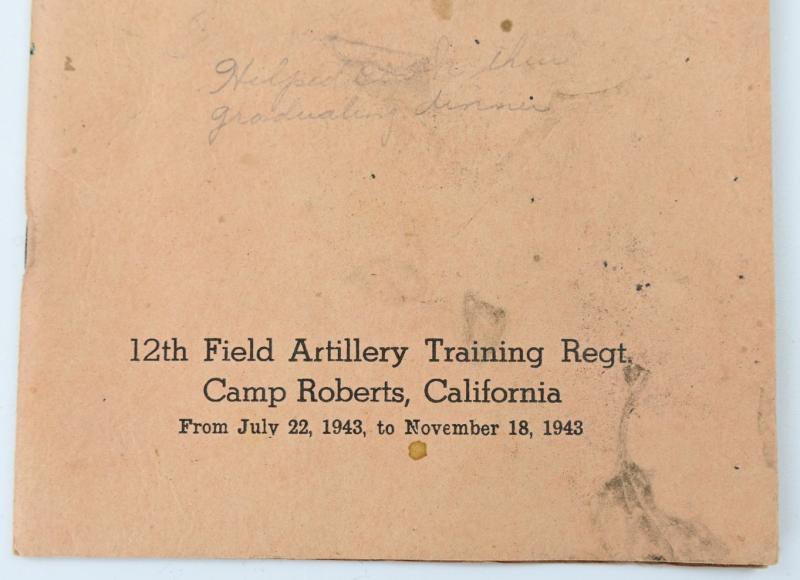 Helped cook their
graduating dinner
12th Field Artillery Training Regt.
Camp Roberts, California
From July 22, 1943, to November 18, 1943